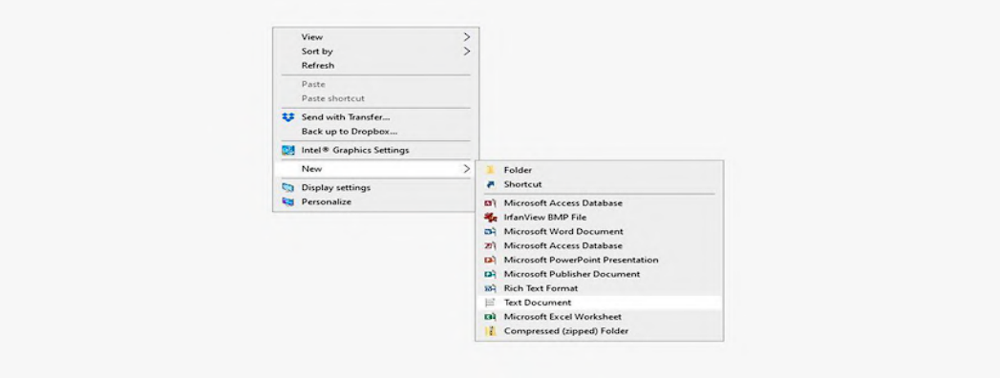 View
Sort by
Refresh
Paste
Paste shortcut
Send with Transfer...
Back up to Dropbox...
Intel® Graphics Settings
New
Display settings
Personalize
Folder
Shortcut
Microsoft Access Database
IrfanView BMP File
Microsoft Word Document
Microsoft Access Database
Microsoft PowerPoint Presentation
Microsoft Publisher Document
Rich Text Format
Text Document
Microsoft Excel Worksheet
Compressed (zipped) Folder